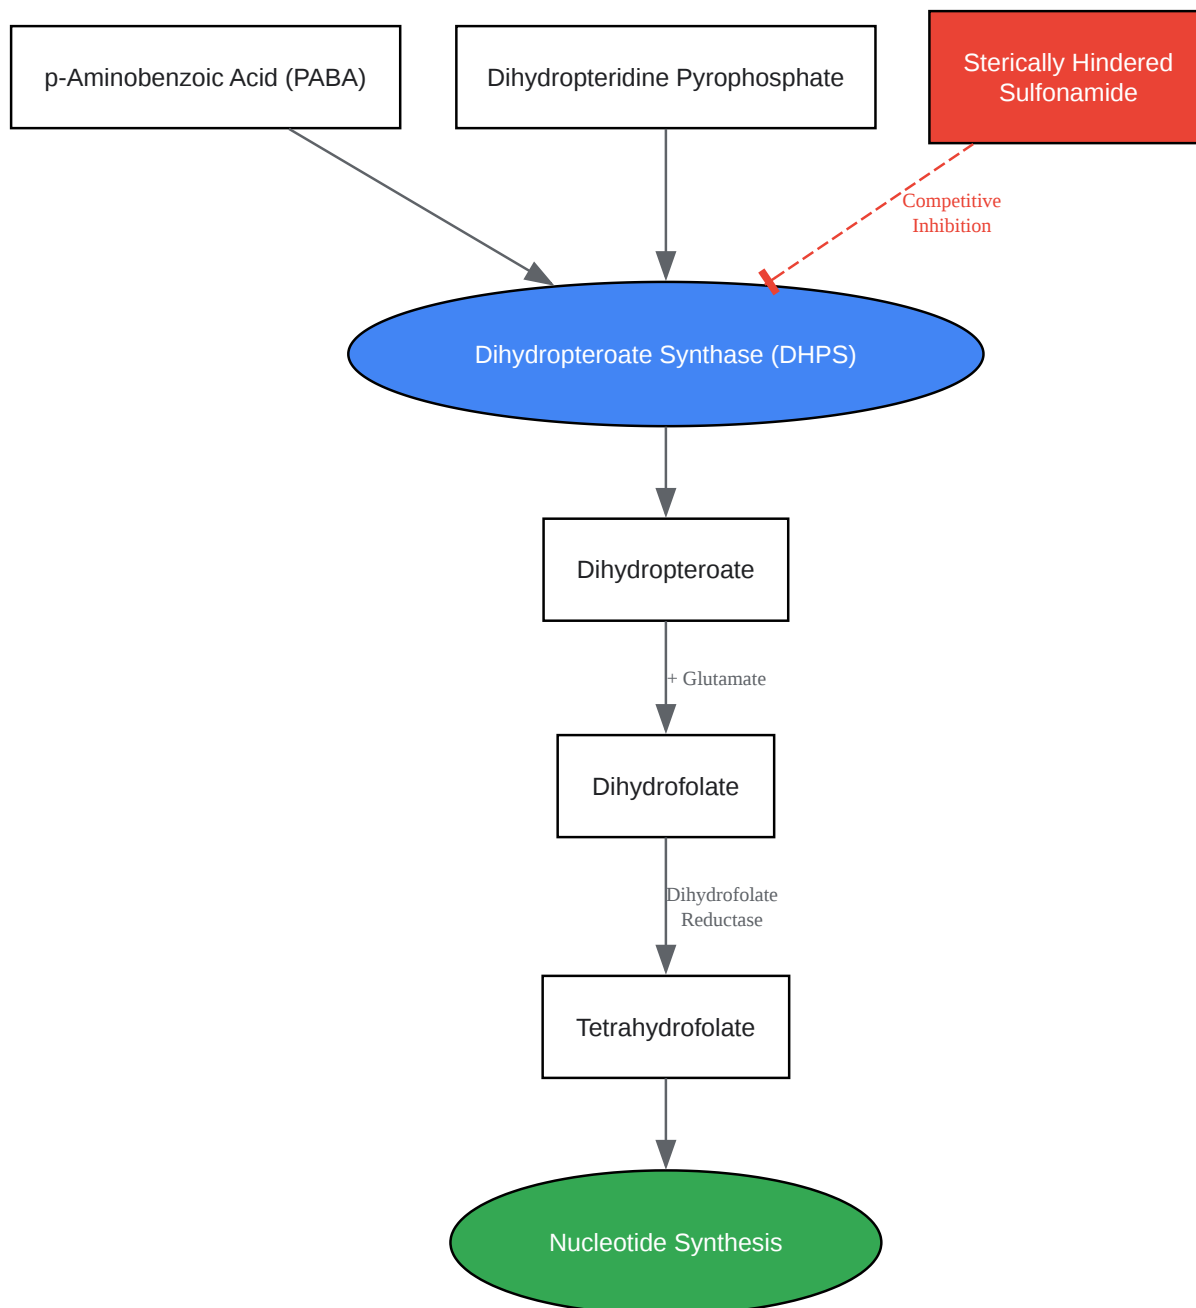 p-Aminobenzoic Acid (PABA)
Dihydropteridine Pyrophosphate
Sterically Hindered
Sulfonamide
Competitive
Inhibition
Dihydropteroate Synthase (DHPS)
Dihydropteroate
+ Glutamate
Dihydrofolate
Dihydrofolate
Reductase
Tetrahydrofolate
Nucleotide Synthesis